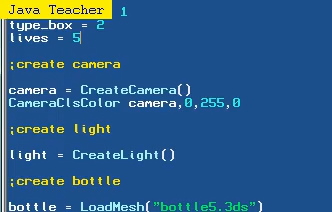 Java Teacher 1
type_box = 2
lives = 5
;create camera
camera = CreateCamera()
CameraClsColor camera,0,255,0
;create light
light = CreateLight()
;create bottle
bottle = LoadMesh("bottle5.3ds")